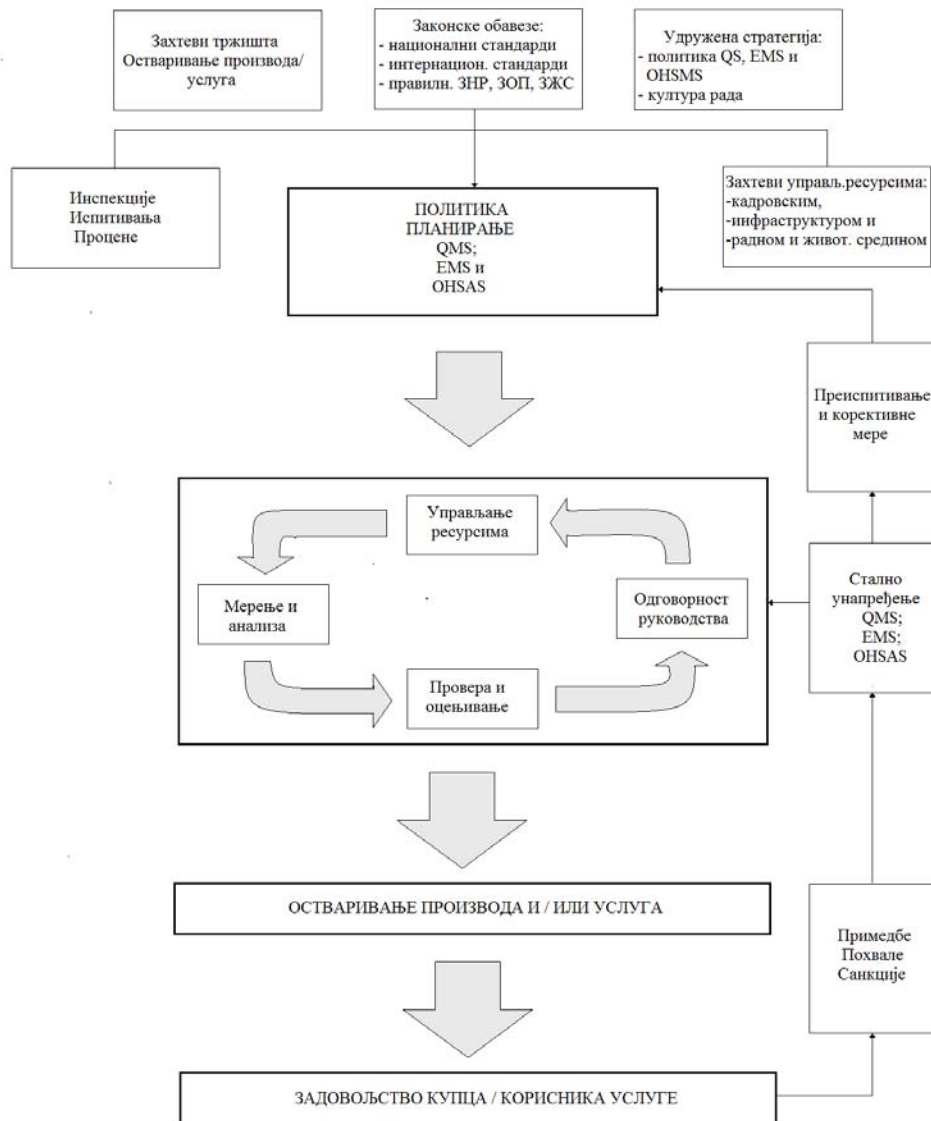 Захтеви тржишта
Остваривање производа/
услуга
Законске обавезе:
- национални стандарди
- интернацион. стандарди
- правилн. ЗНР, ЗОП, ЗЖС
Удружена стратегија:
- политика QS, EMS и
OHSMS
- култура рада
Инспекције
Испитивања
Процене
ПОЛИТИКА
ПЛАНИРАЊЕ
QMS;
EMS и
OHSAS
Захтеви управљ.ресурсима:
-кадровским,
-инфраструктуром и
-радном и живот. средином
Преиспитивање
и корективне
мере
Управљање
ресурсима
Мерење и
анализа
Одговорност
руководства
Провера и
оцењивање
Стално
унапређење
QMS;
EMS;
OHSAS
ОСТВАРИВАЊЕ ПРОИЗВОДА И / ИЛИ УСЛУГА
Примедбе
Похвале
Санкције
ЗАДОВОЉСТВО КУПЦА / КОРИСНИКА УСЛУГЕ